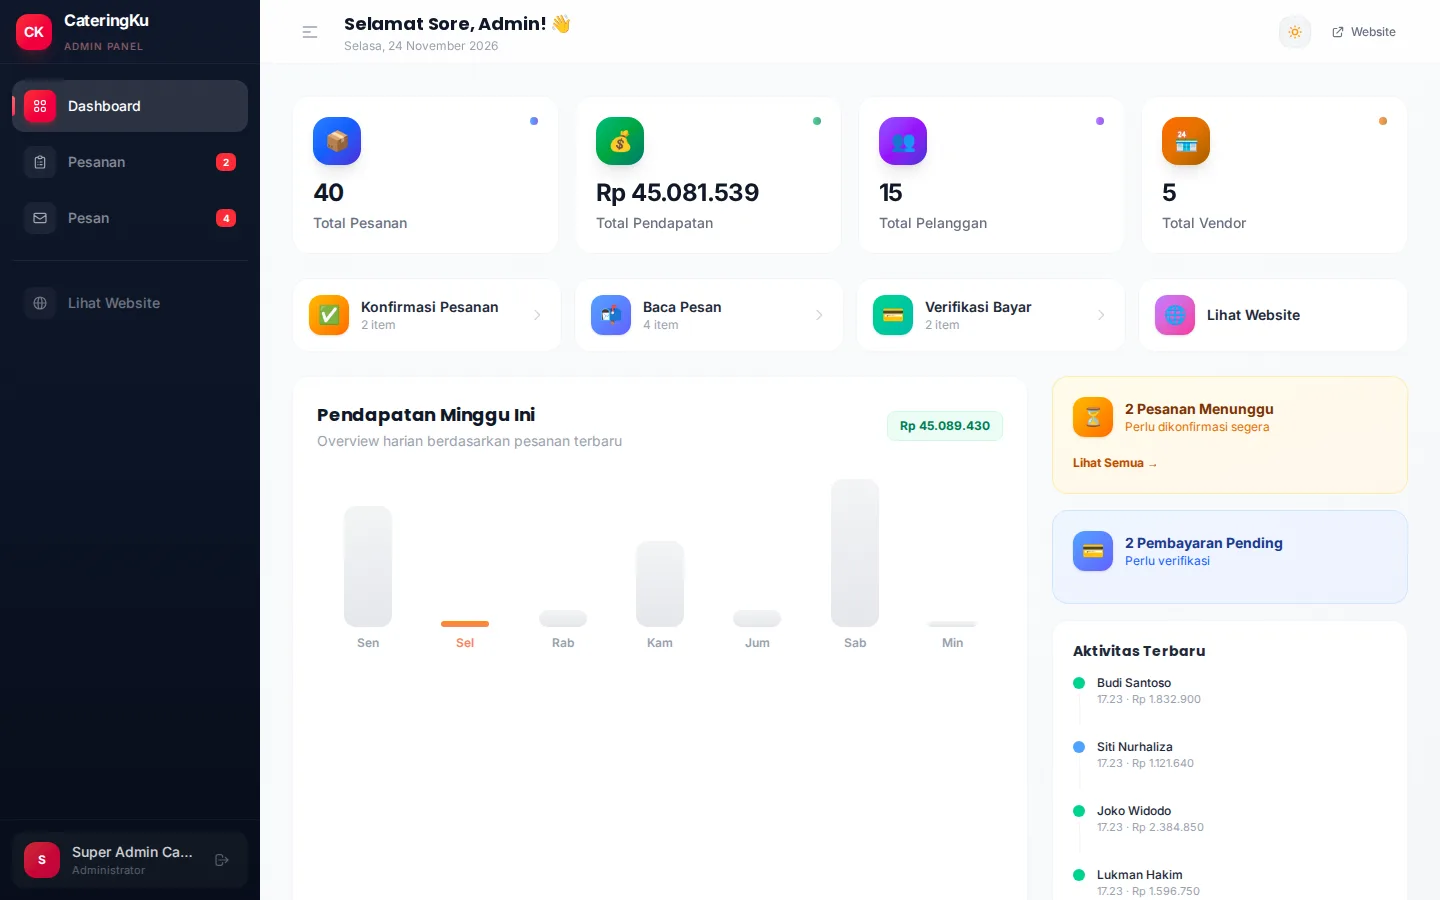 CK
CateringKu
ADMIN PANEL
Dashboard
Pesanan
2
Pesan
4
Lihat Website
S
Super Admin Ca...
Administrator
Selamat Sore, Admin! 👋
Selasa, 24 November 2026
Website
40
Total Pesanan
Rp 45.081.539
Total Pendapatan
15
Total Pelanggan
24
5
Total Vendor
Konfirmasi Pesanan
2 item
Baca Pesan
4 item
Verifikasi Bayar
2 item
Lihat Website
Pendapatan Minggu Ini
Overview harian berdasarkan pesanan terbaru
Rp 45.089.430
Sen
Sel
Rab
Kam
Jum
Sab
Min
2 Pesanan Menunggu
Perlu dikonfirmasi segera
Lihat Semua →
2 Pembayaran Pending
Perlu verifikasi
Aktivitas Terbaru
Budi Santoso
17.23 · Rp 1.832.900
Siti Nurhaliza
17.23 · Rp 1.121.640
Joko Widodo
17.23 · Rp 2.384.850
Lukman Hakim
17.23 · Rp 1.596.750